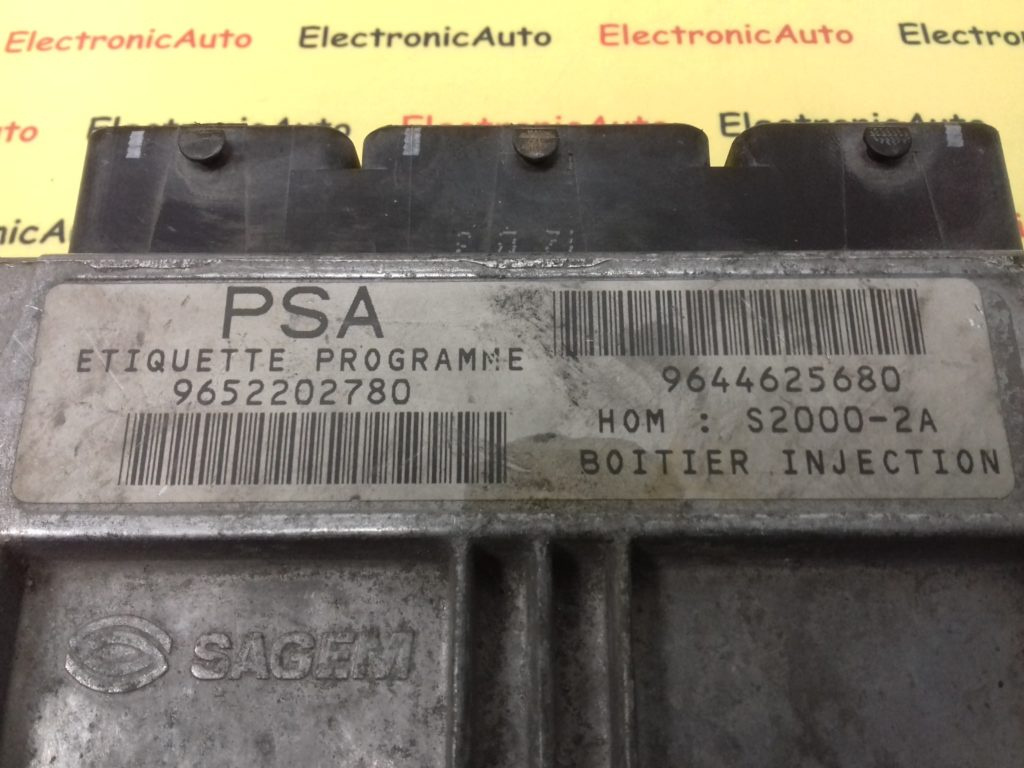 ElectronicAuto ElectronicAuto ElectronicAuto
PSA
ETIQUETTE PROGRAMME
9652202780
9644625680
HOM : S2000-2A
BOITIER INJECTION
SAGEM